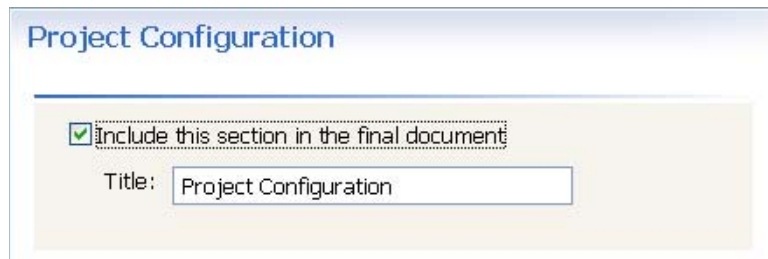 Project Configuration
Include this section in the final document
Title: Project Configuration